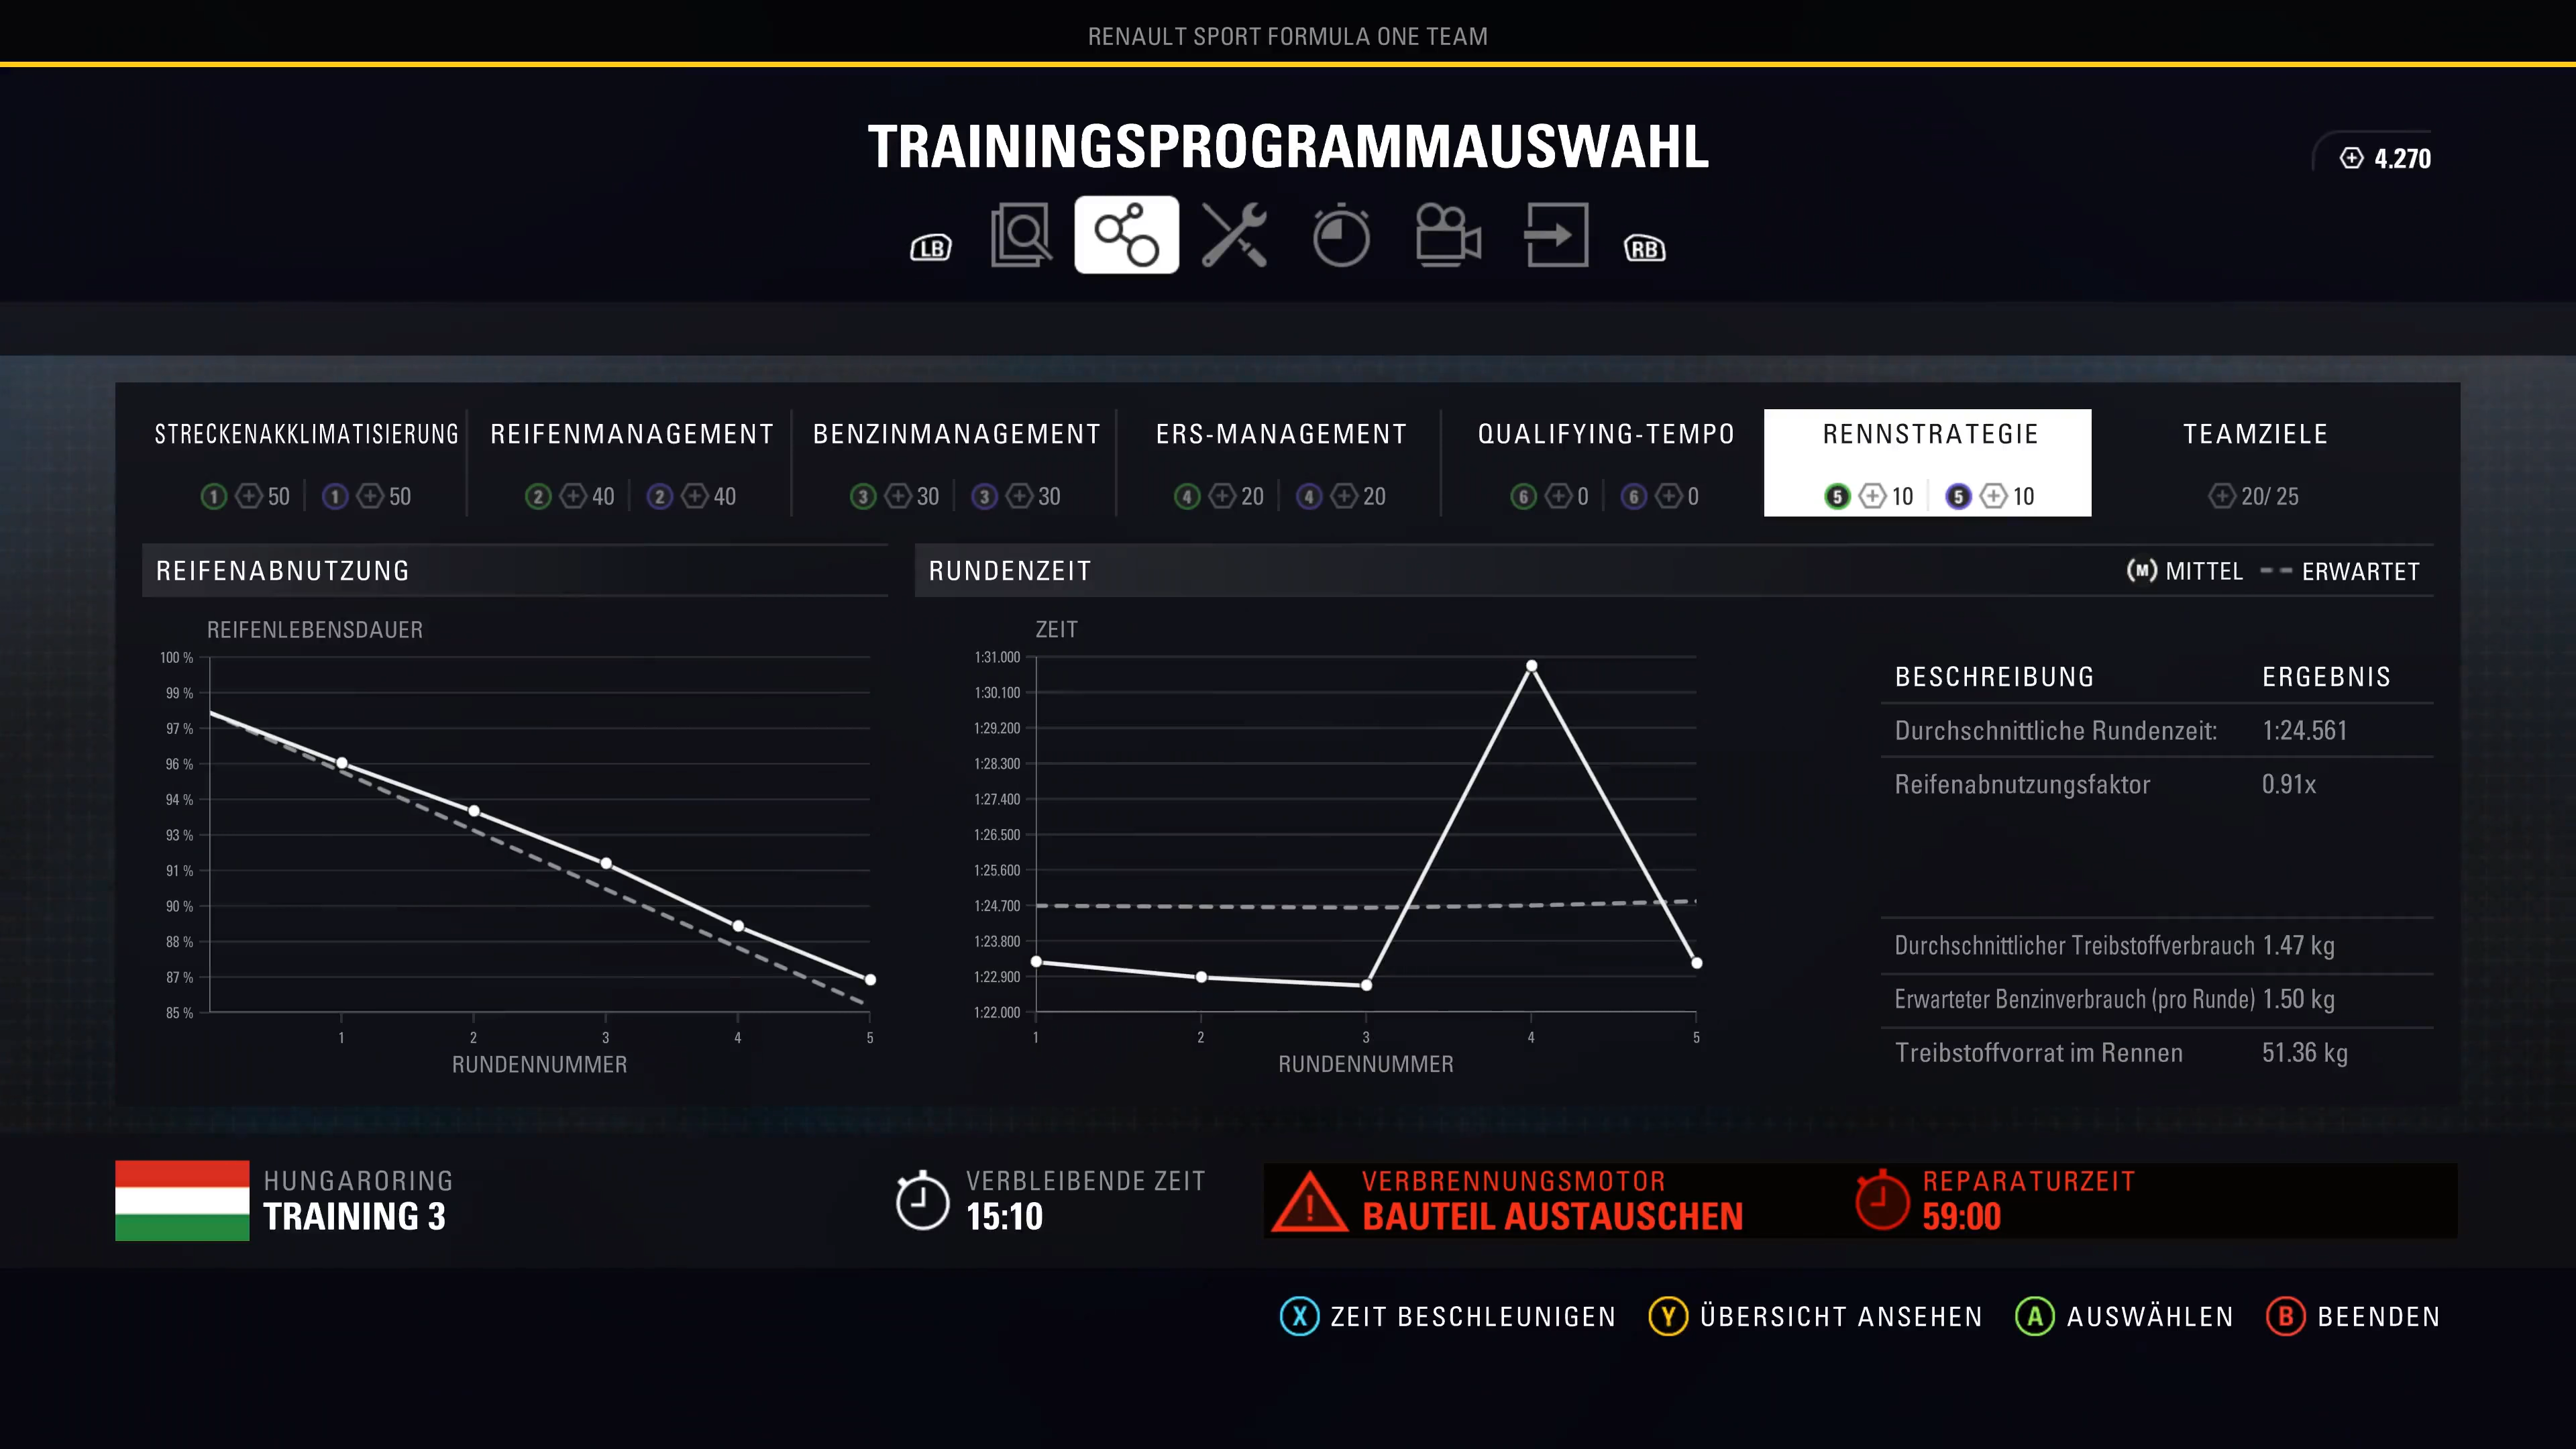 RENAULT SPORT FORMULA ONE TEAM
TRAININGSPROGRAMMAUSWAHL
4.270
LB RB
STRECKENAKKLIMATISIERUNG REIFENMANAGEMENT BENZINMANAGEMENT ERS-MANAGEMENT QUALIFYING-TEMPO RENNSTRATEGIE TEAMZIELE
1 50 1 50 2 40 2 40 3 30 3 30 4 20 4 20 6 0 6 0 5 10 5 10 20/ 25
REIFENABNUTZUNG
REIFENLEBENSDAUER
100 %
99 %
97 %
96 %
94 %
93 %
91 %
90 %
88 %
87 %
85 %
1 2 3 4 5
RUNDENNUMMER
RUNDENZEIT
(M) MITTEL -- ERWARTET
ZEIT
1:31.000
1:30.100
1:29.200
1:28.300
1:27.400
1:26.500
1:25.600
1:24.700
1:23.800
1:22.900
1:22.000
1 2 3 4 5
RUNDENNUMMER
BESCHREIBUNG ERGEBNIS
Durchschnittliche Rundenzeit: 1:24.561
Reifenabnutzungsfaktor 0.91x
Durchschnittlicher Treibstoffverbrauch 1.47 kg
Erwarteter Benzinverbrauch (pro Runde) 1.50 kg
Treibstoffvorrat im Rennen 51.36 kg
HUNGARORING
TRAINING 3
VERBLEIBENDE ZEIT
15:10
VERBRENNUNGSMOTOR
BAUTEIL AUSTAUSCHEN
REPARATURZEIT
59:00
X ZEIT BESCHLEUNIGEN Y ÜBERSICHT ANSEHEN A AUSWÄHLEN B BEENDEN